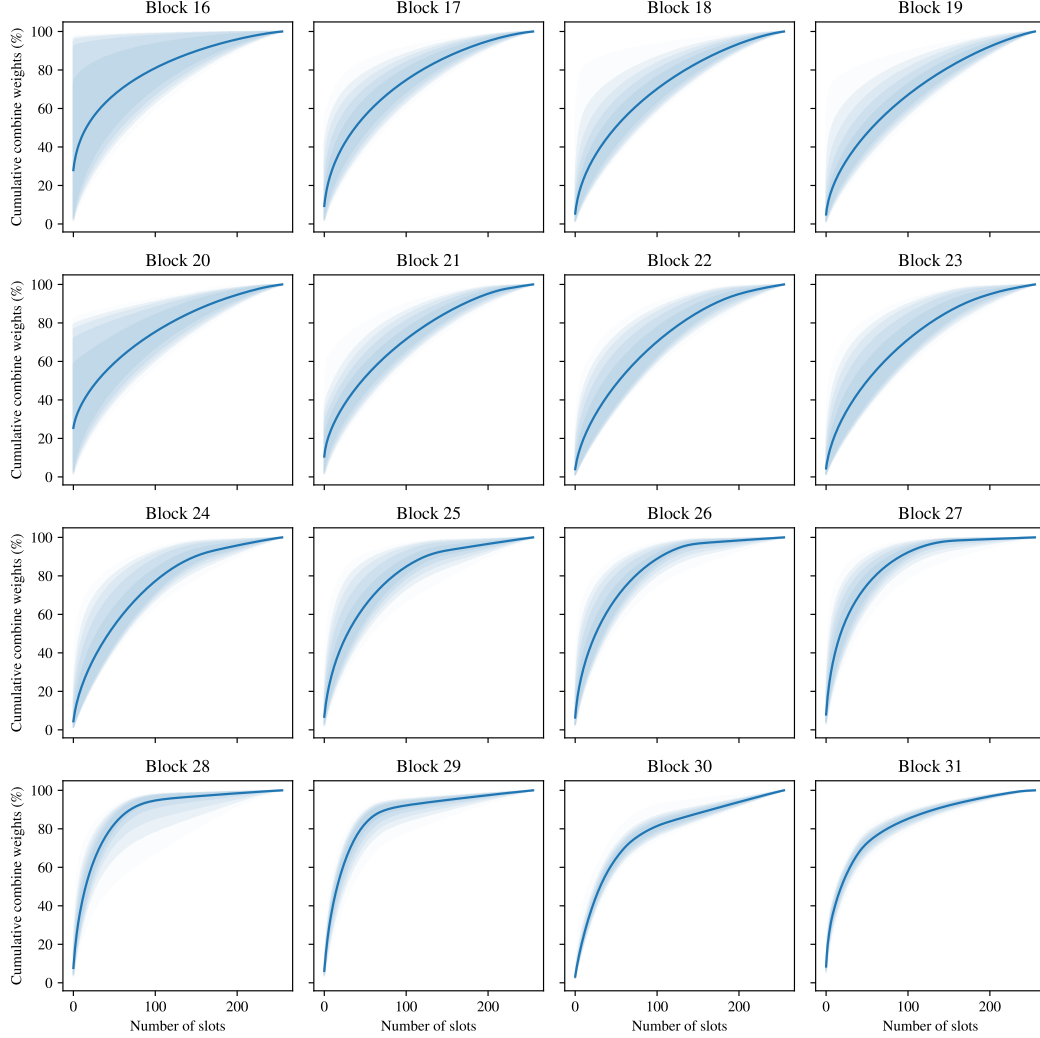 Block 16 Block 17 Block 18 Block 19
Cumulative combine weights (%)
100
80
60
40
20
0
Block 20 Block 21 Block 22 Block 23
Cumulative combine weights (%)
100
80
60
40
20
0
Block 24 Block 25 Block 26 Block 27
Cumulative combine weights (%)
100
80
60
40
20
0
Block 28 Block 29 Block 30 Block 31
Cumulative combine weights (%)
100
80
60
40
20
0
0 100 200 0 100 200 0 100 200 0 100 200
Number of slots Number of slots Number of slots Number of slots